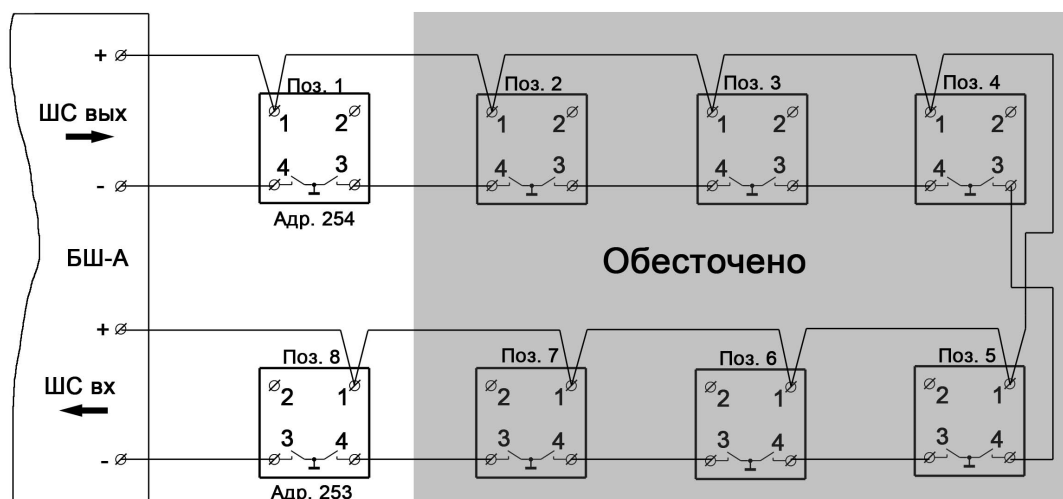 +
ШС вых
-
БШ-А
+
ШС вх
-
Поз. 1
1 2
4 3
Адр. 254
Поз. 2
1 2
4 3
Поз. 3
1 2
4 3
Поз. 4
1 2
4 3
Обесточено
Поз. 8
2 1
3 4
Адр. 253
Поз. 7
2 1
3 4
Поз. 6
2 1
3 4
Поз. 5
2 1
3 4